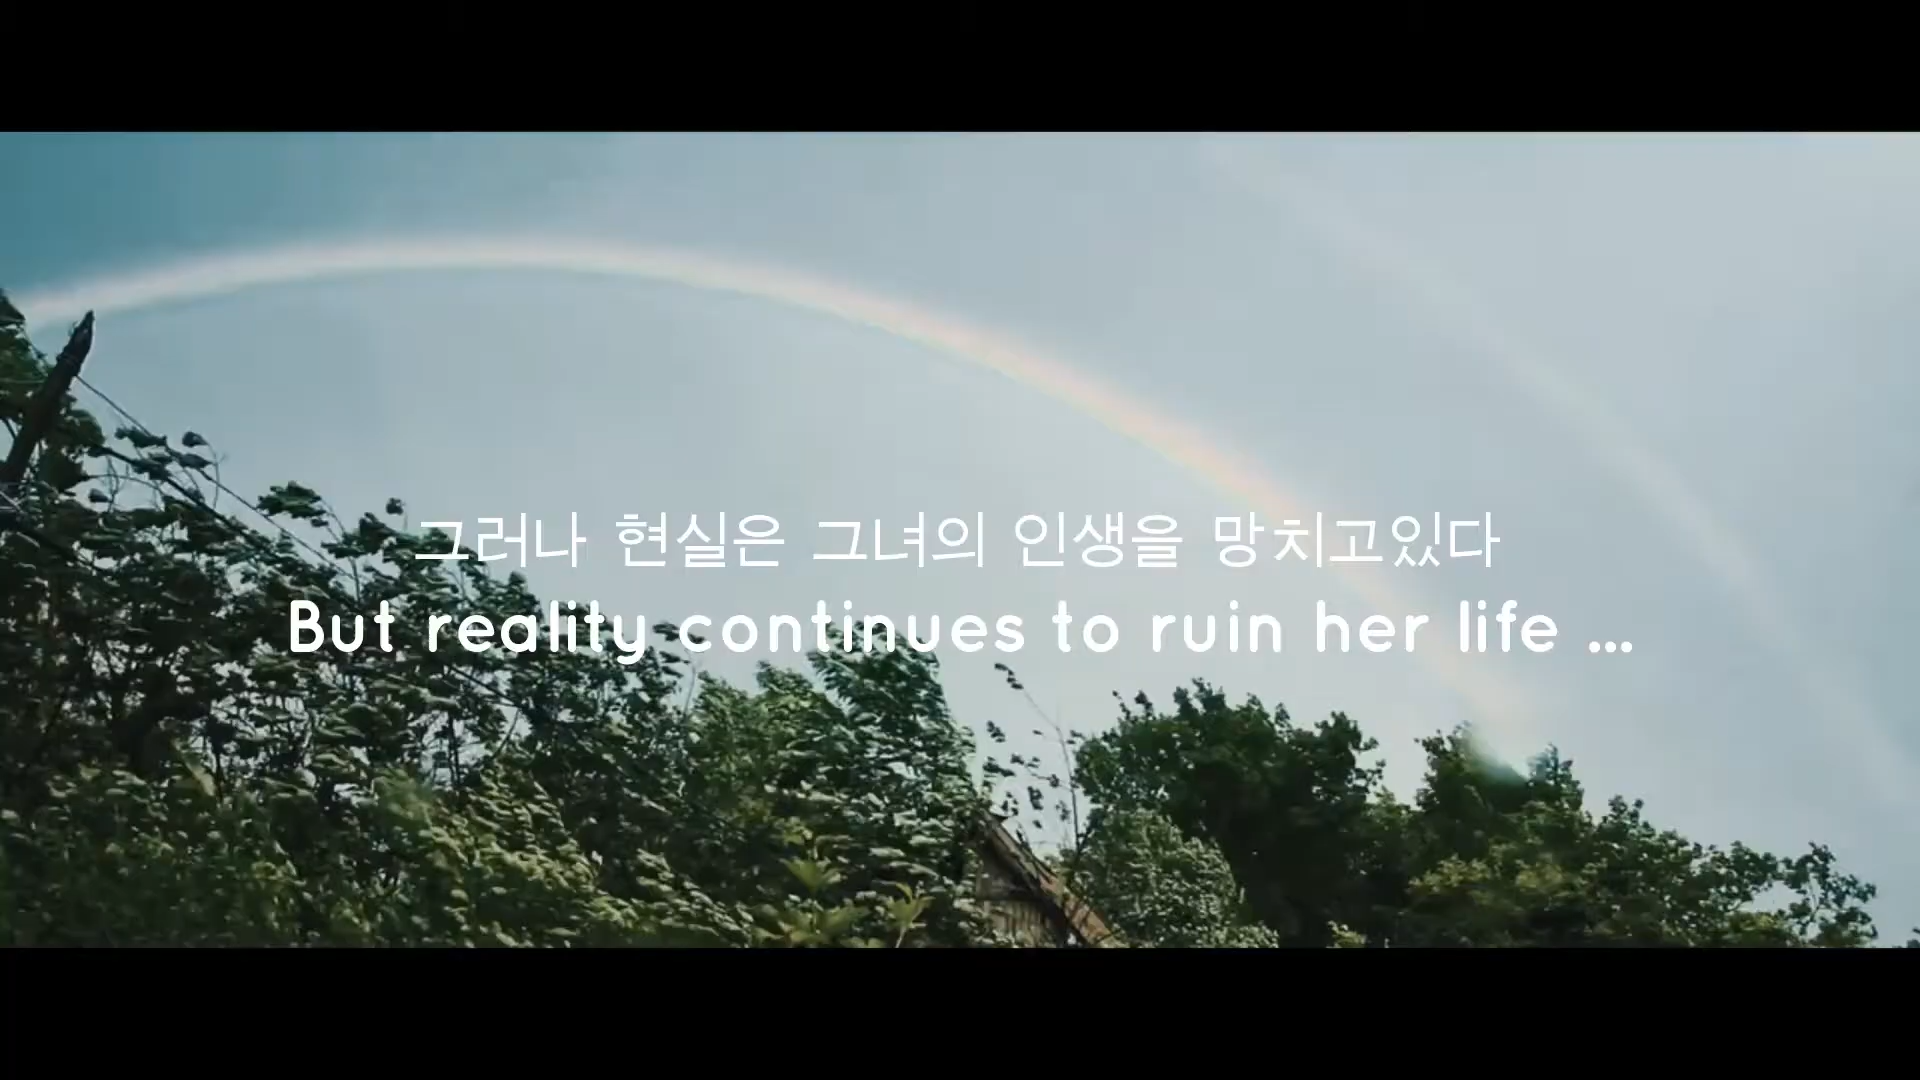 그러나 현실은 그녀의 인생을 망치고있다
But reality continues to ruin her life ...